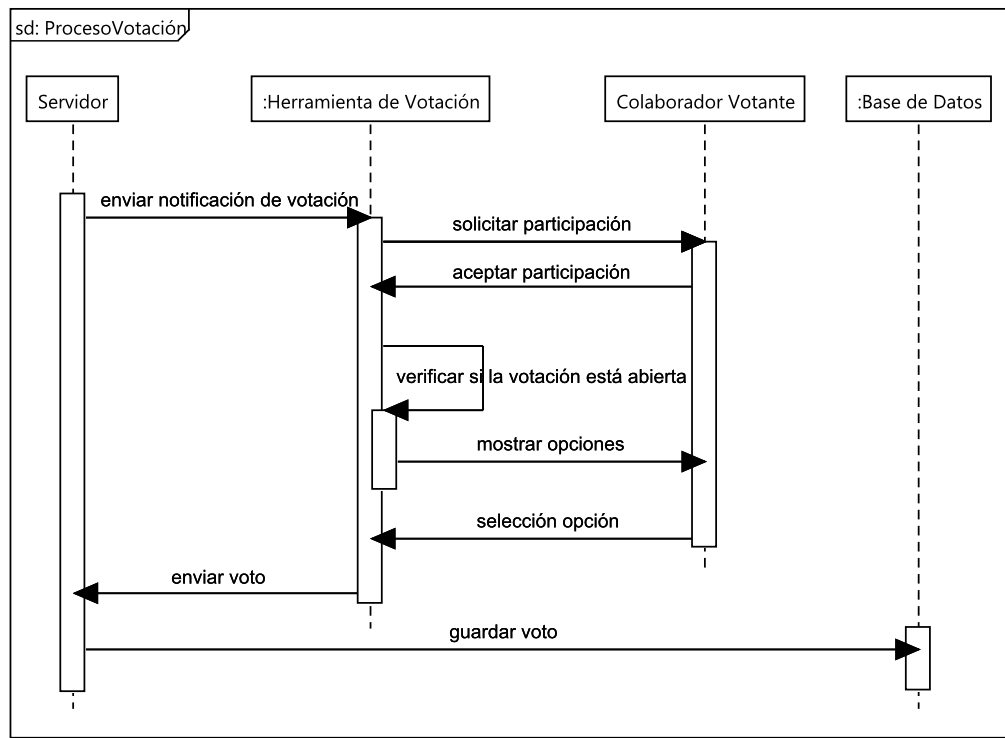 sd: ProcesoVotación
Servidor
:Herramienta de Votación
Colaborador Votante
:Base de Datos
enviar notificación de votación
solicitar participación
aceptar participación
verificar si la votación está abierta
mostrar opciones
selección opción
enviar voto
guardar voto